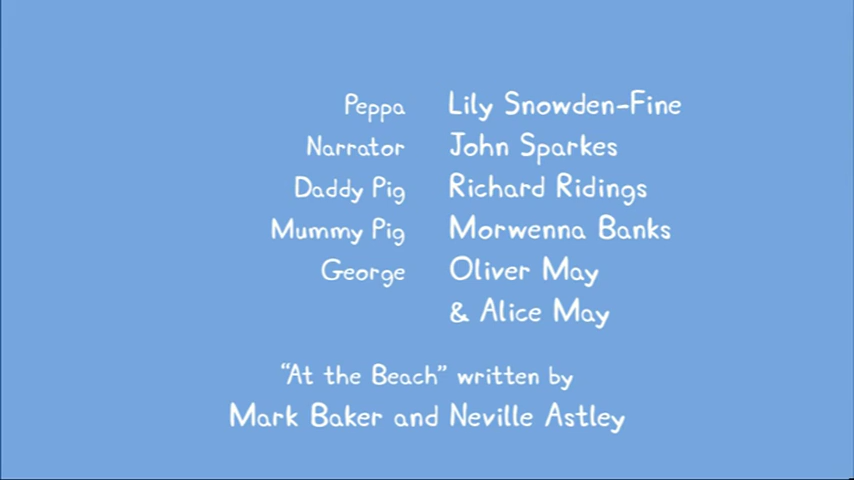 Peppa Lily Snowden-Fine
Narrator John Sparkes
Daddy Pig Richard Ridings
Mummy Pig Morwenna Banks
George Oliver May
& Alice May
“At the Beach” written by
Mark Baker and Neville Astley